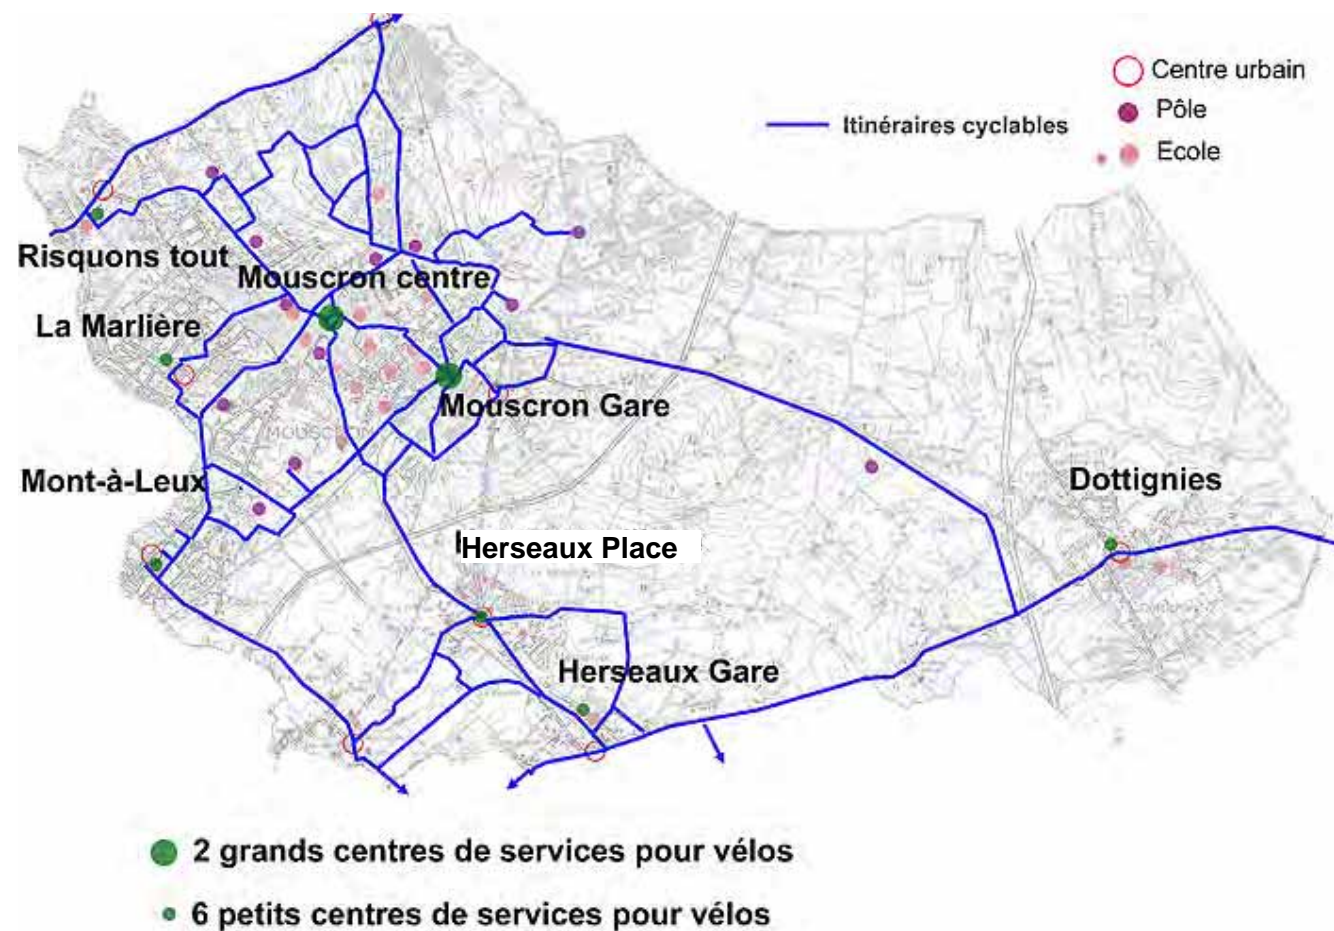 Centre urbain
Pôle
Itinéraires cyclables
Ecole
Risquons tout
Mouscron centre
La Marlière
Mouscron Gare
MOUSCRON
Mont-à-Leux
Dottignies
Herseaux Place
Herseaux Gare
2 grands centres de services pour vélos
6 petits centres de services pour vélos